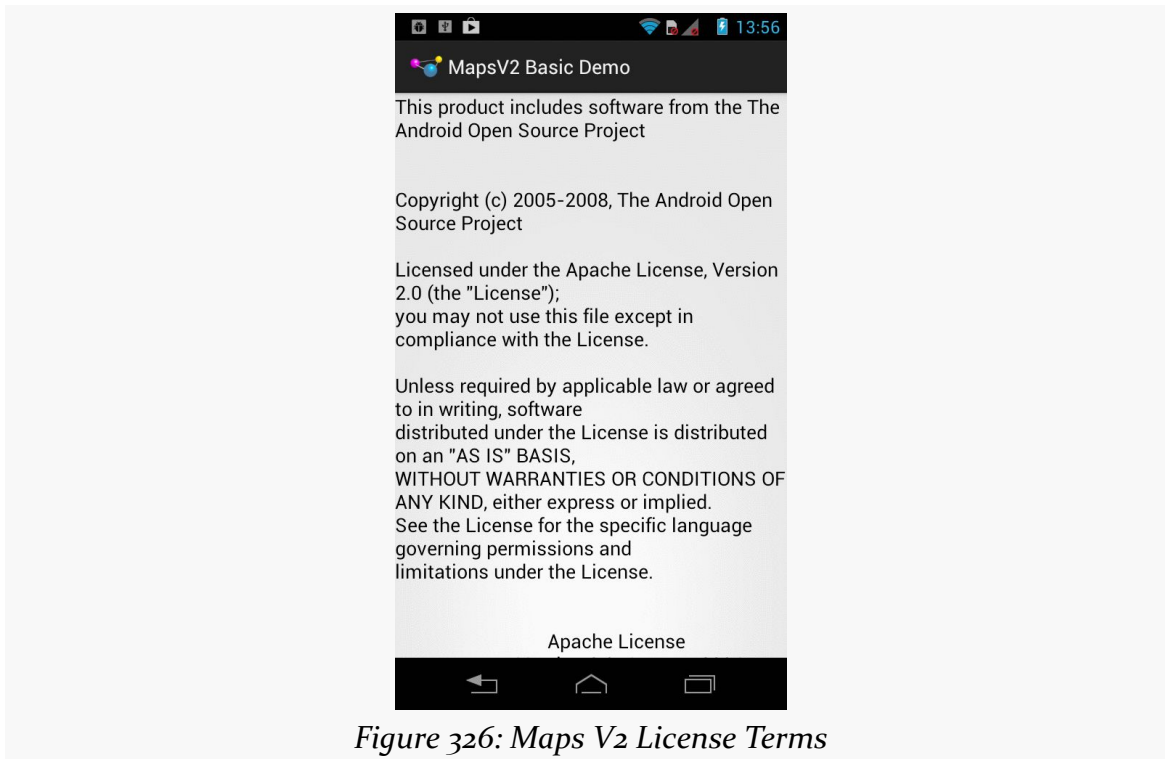 13:56
MapsV2 Basic Demo
This product includes software from the The
Android Open Source Project
Copyright (c) 2005-2008, The Android Open
Source Project
Licensed under the Apache License, Version
2.0 (the "License");
you may not use this file except in
compliance with the License.
Unless required by applicable law or agreed
to in writing, software
distributed under the License is distributed
on an "AS IS" BASIS,
WITHOUT WARRANTIES OR CONDITIONS OF
ANY KIND, either express or implied.
See the License for the specific language
governing permissions and
limitations under the License.
Apache License
Figure 326: Maps V2 License Terms